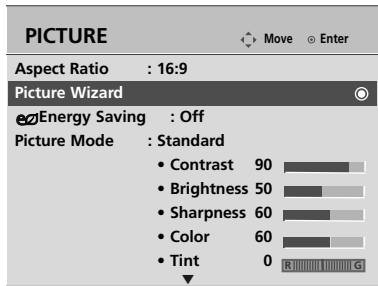 PICTURE Move Enter
Aspect Ratio : 16:9
Picture Wizard
Energy Saving : Off
Picture Mode : Standard
• Contrast 90
• Brightness 50
• Sharpness 60
• Color 60
• Tint 0 R G